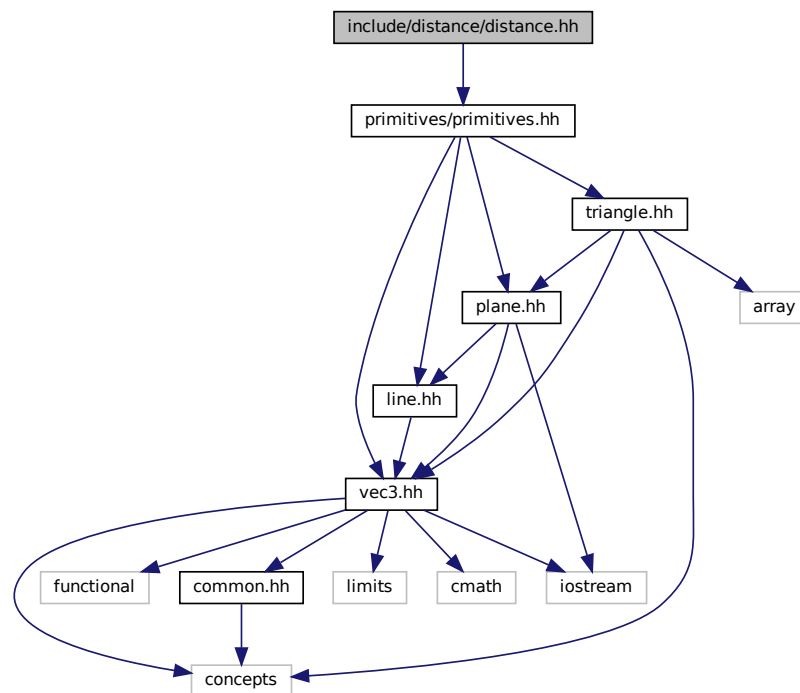 include/distance/distance.hh
primitives/primitives.hh
triangle.hh
plane.hh
array
line.hh
vec3.hh
functional
common.hh
limits
cmath
iostream
concepts